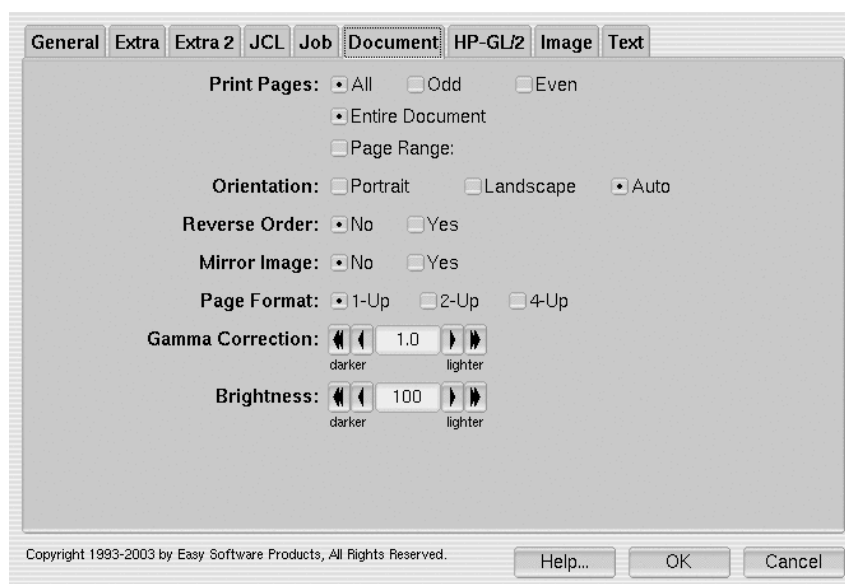 General Extra Extra 2 JCL Job Document HP-GL/2 Image Text
Print Pages: All Odd Even
Entire Document
Page Range:
Orientation: Portrait Landscape Auto
Reverse Order: No Yes
Mirror Image: No Yes
Page Format: 1-Up 2-Up 4-Up
Gamma Correction: 1.0
darker lighter
Brightness: 100
darker lighter
Copyright 1993-2003 by Easy Software Products, All Rights Reserved.
Help... OK Cancel